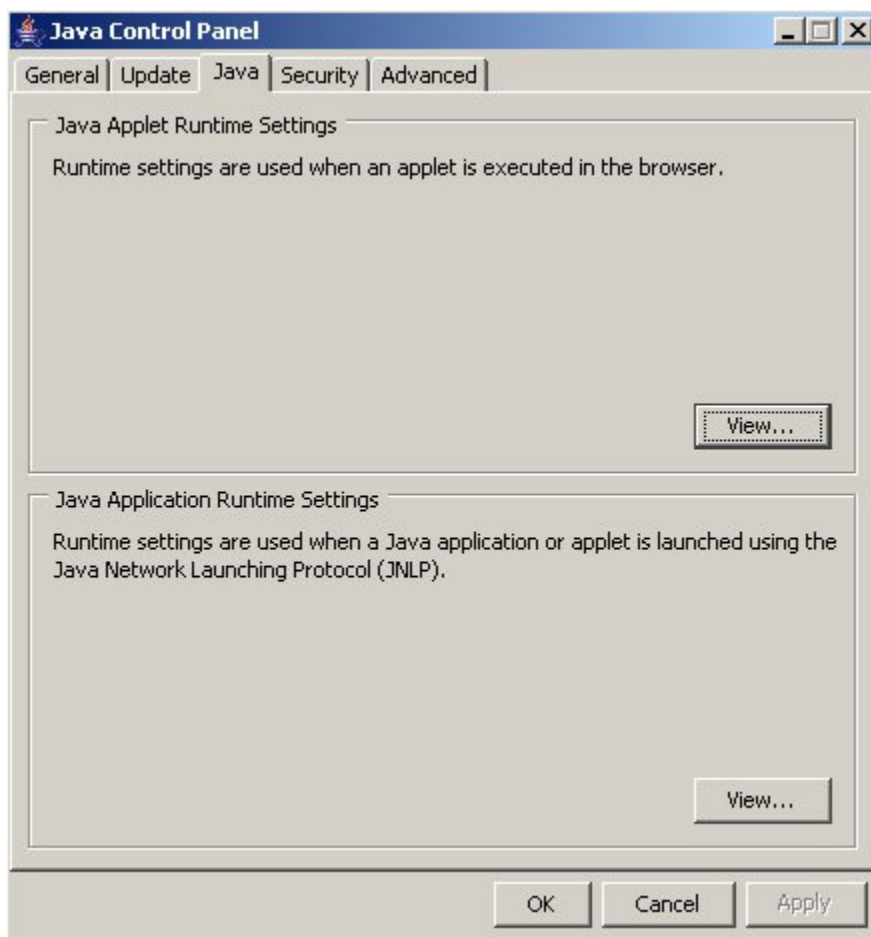 Java Control Panel
General Update Java Security Advanced
Java Applet Runtime Settings
Runtime settings are used when an applet is executed in the browser.
View...
Java Application Runtime Settings
Runtime settings are used when a Java application or applet is launched using the
Java Network Launching Protocol (JNLP).
View...
OK Cancel Apply